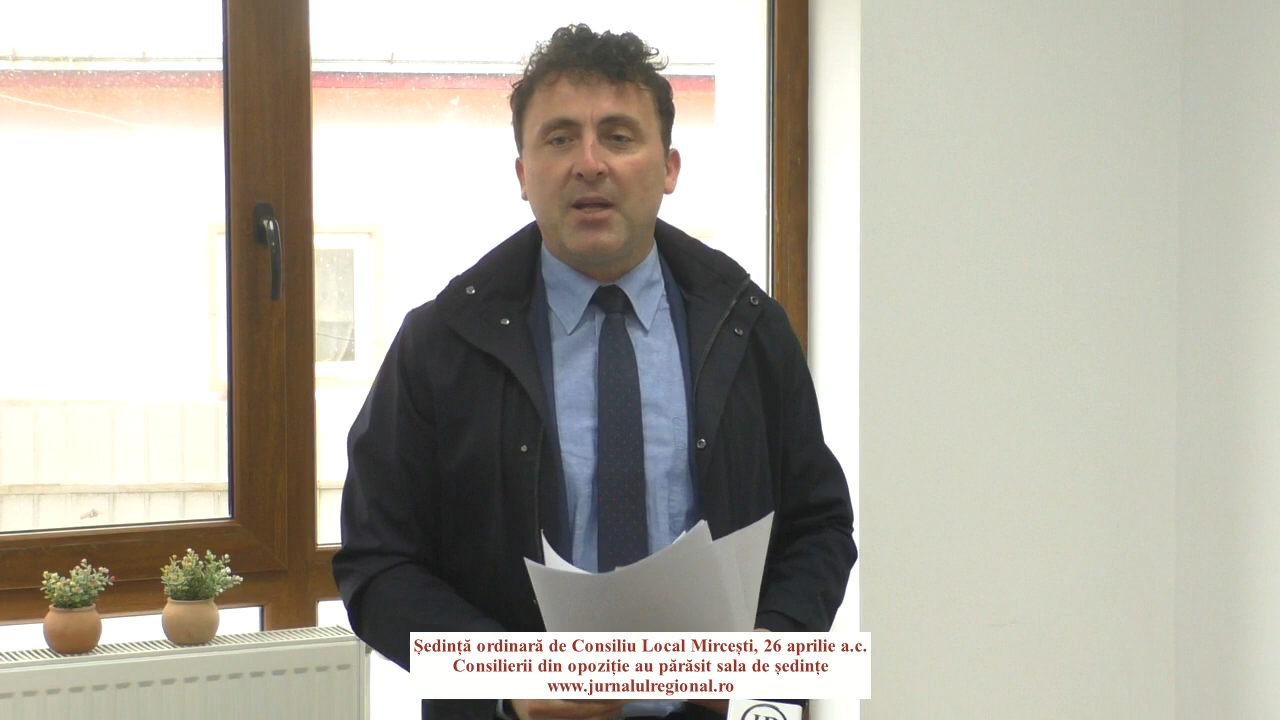 Ședință ordinară de Consiliu Local Mircești, 26 aprilie a.c.
Consilierii din opoziție au părăsit sala de ședințe
www.jurnalulregional.ro